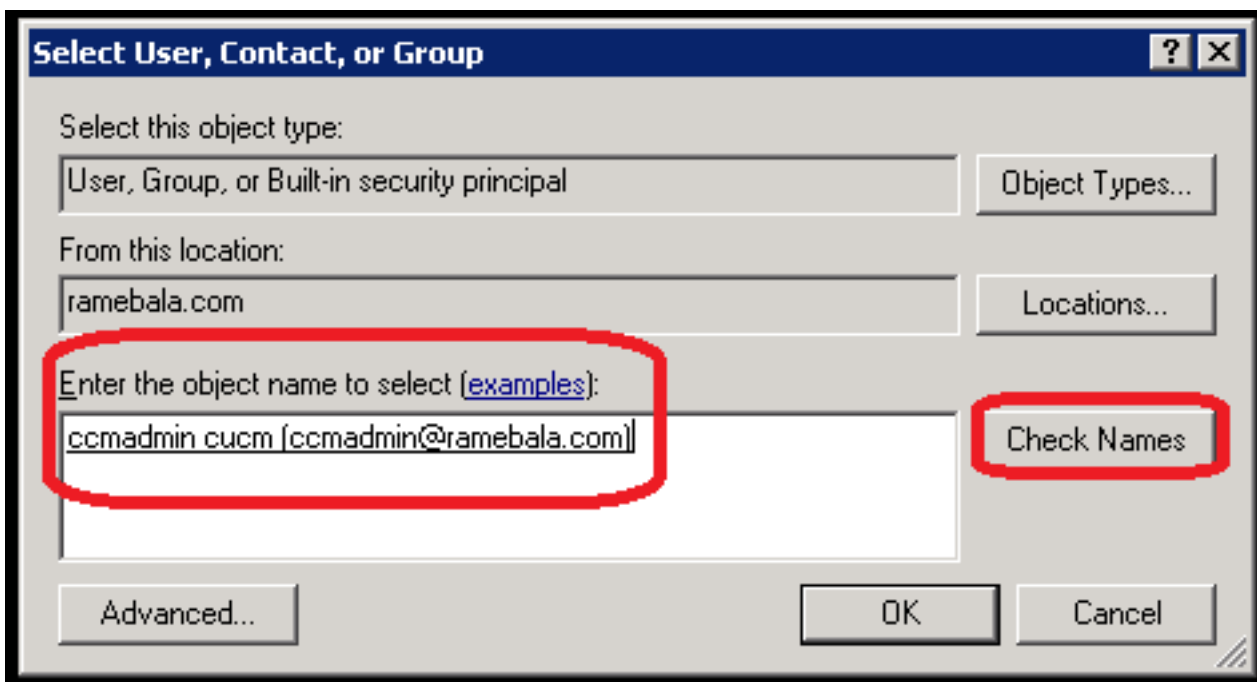 Select User, Contact, or Group
Select this object type:
User, Group, or Built-in security principal
Object Types...
From this location:
ramebala.com
Locations...
Enter the object name to select (examples):
ccmadmin cucm (ccmadmin@ramebala.com)
Check Names
Advanced...
OK
Cancel